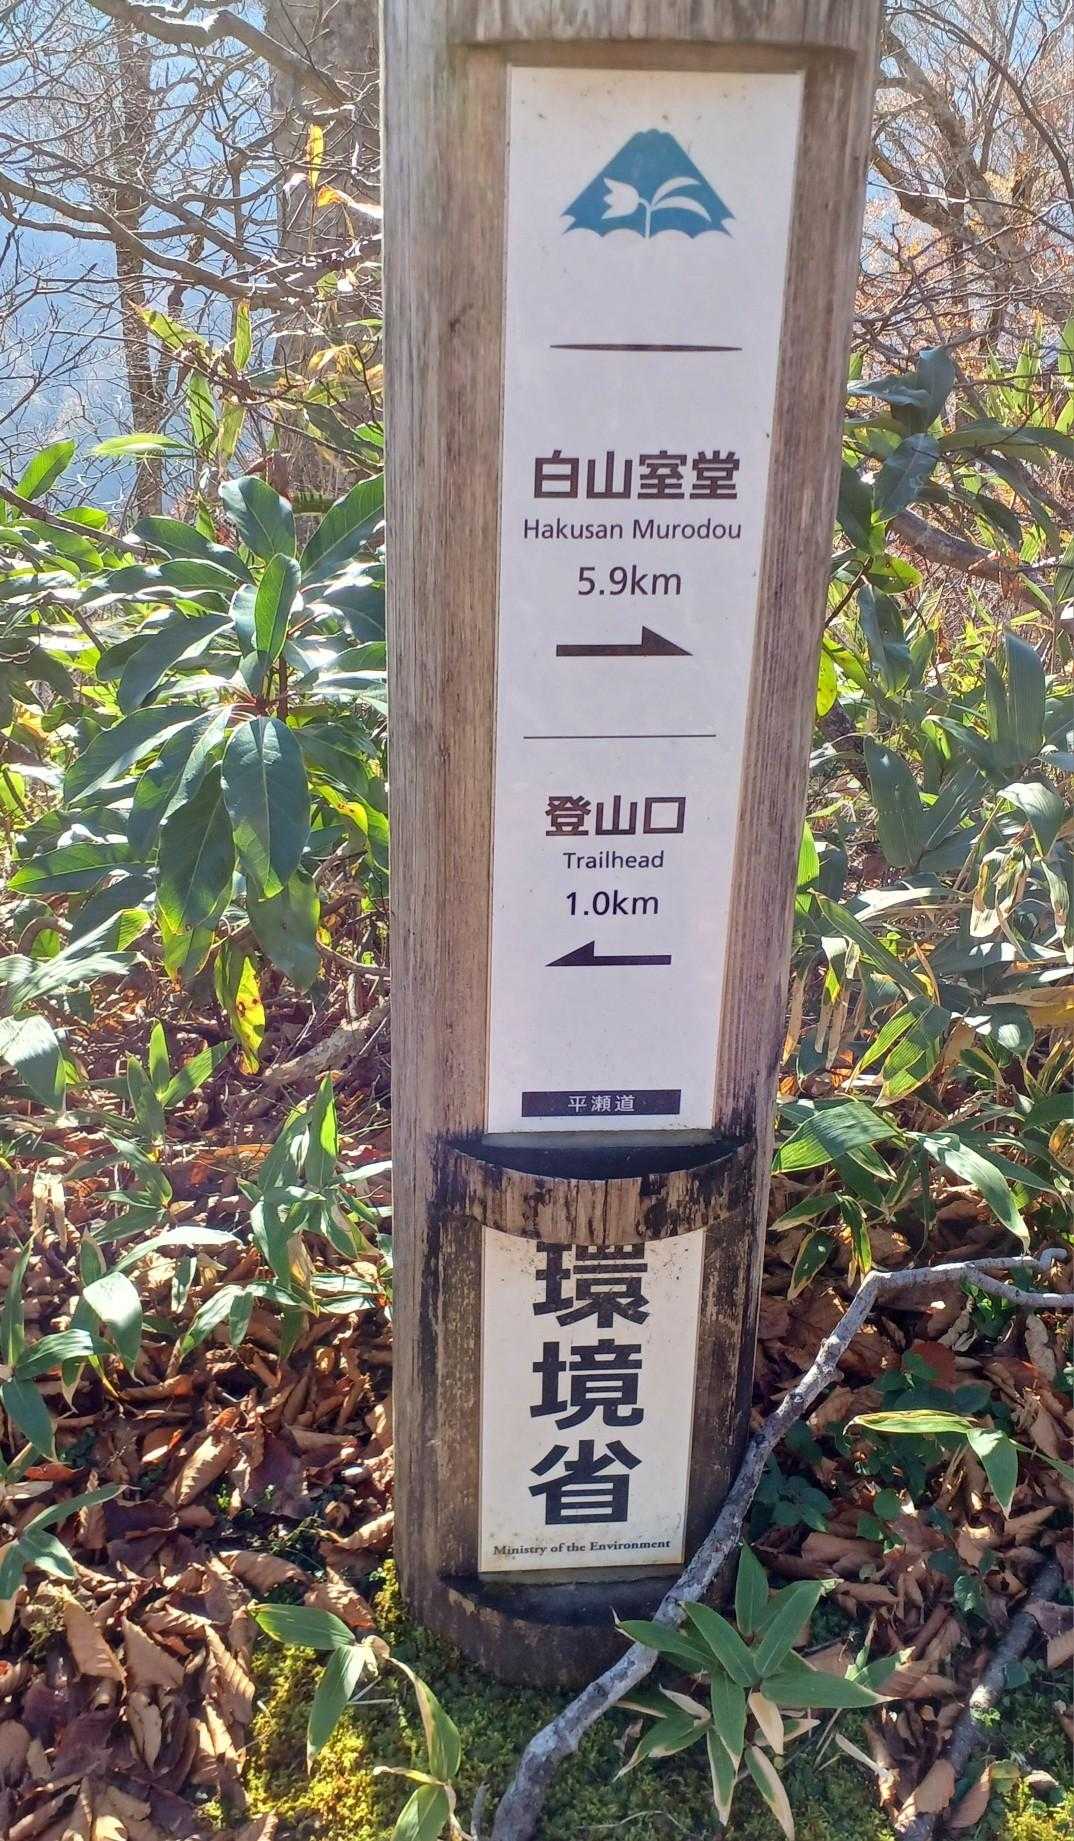 白山室堂
Hakusan Murodou
5.9km
登山口
Trailhead
1.0km
平瀬道
環
境
省
Ministry of the Environment